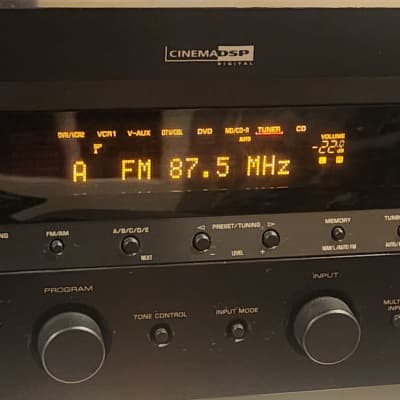 CINEMA DSP
DIGITAL
DVR/VCR2 VCR1 V-AUX DTV/CBL DVD MD/CD-R TUNER CD
AUTO
VOLUME
-22.0
A FM 87.5 MHz
FM/AM A/B/C/D/E PRESET/TUNING MEMORY
NEXT LEVEL MAN'L/AUTO FM
PROGRAM INPUT
TONE CONTROL INPUT MODE